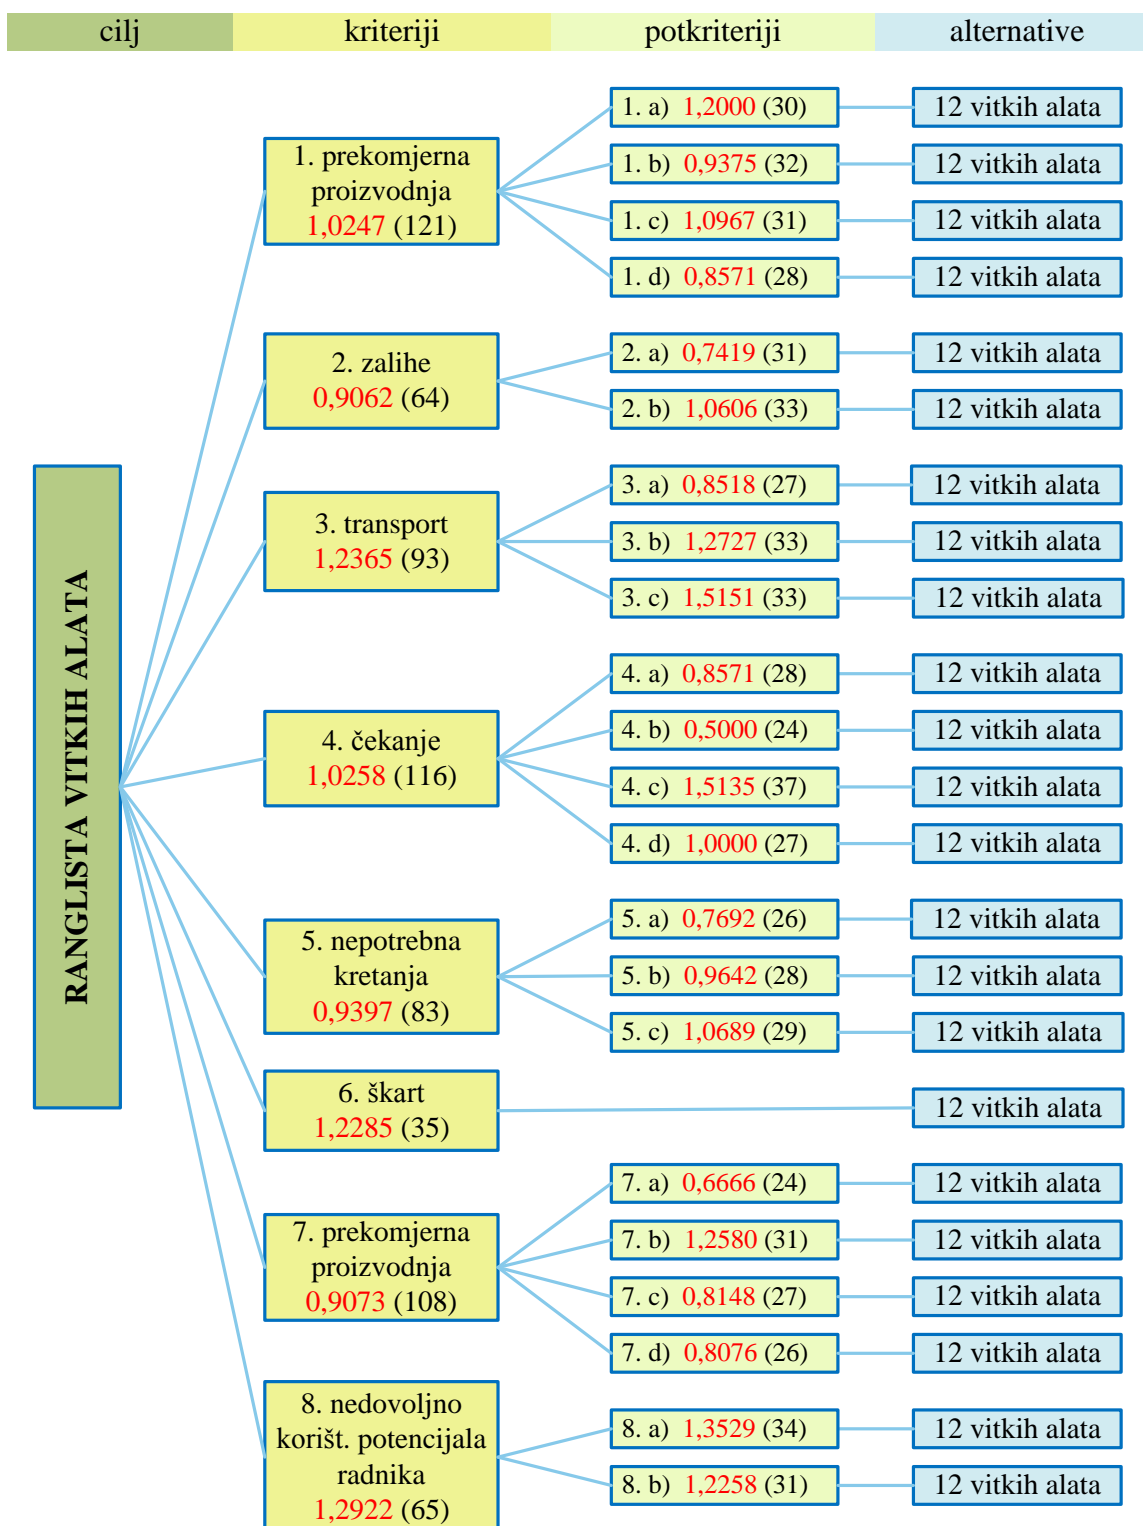 cilj
kriteriji
potkriteriji
alternative
RANGLISTA VITKIH ALATA
1. prekomjerna
proizvodnja
1,0247 (121)
1. a) 1,2000 (30)
12 vitkih alata
1. b) 0,9375 (32)
12 vitkih alata
1. c) 1,0967 (31)
12 vitkih alata
1. d) 0,8571 (28)
12 vitkih alata
2. zalihe
0,9062 (64)
2. a) 0,7419 (31)
12 vitkih alata
2. b) 1,0606 (33)
12 vitkih alata
3. transport
1,2365 (93)
3. a) 0,8518 (27)
12 vitkih alata
3. b) 1,2727 (33)
12 vitkih alata
3. c) 1,5151 (33)
12 vitkih alata
4. čekanje
1,0258 (116)
4. a) 0,8571 (28)
12 vitkih alata
4. b) 0,5000 (24)
12 vitkih alata
4. c) 1,5135 (37)
12 vitkih alata
4. d) 1,0000 (27)
12 vitkih alata
5. nepotrebna
kretanja
0,9397 (83)
5. a) 0,7692 (26)
12 vitkih alata
5. b) 0,9642 (28)
12 vitkih alata
5. c) 1,0689 (29)
12 vitkih alata
6. škart
1,2285 (35)
12 vitkih alata
7. prekomjerna
proizvodnja
0,9073 (108)
7. a) 0,6666 (24)
12 vitkih alata
7. b) 1,2580 (31)
12 vitkih alata
7. c) 0,8148 (27)
12 vitkih alata
7. d) 0,8076 (26)
12 vitkih alata
8. nedovoljno
korišt. potencijala
radnika
1,2922 (65)
8. a) 1,3529 (34)
12 vitkih alata
8. b) 1,2258 (31)
12 vitkih alata